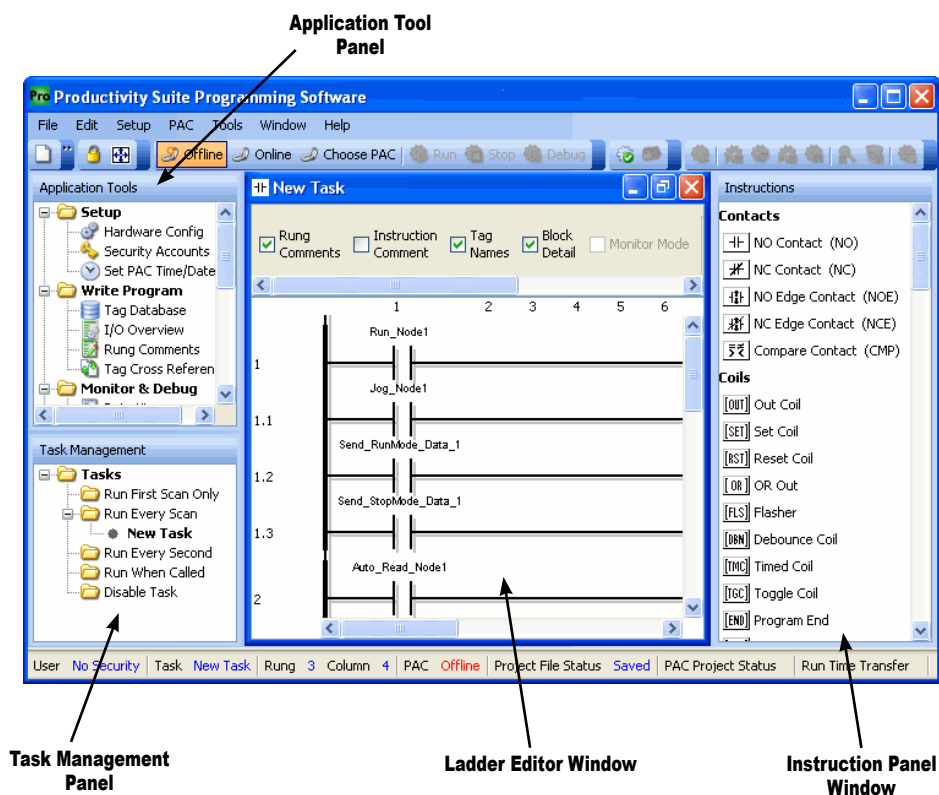 Application Tool
Panel
Pro Productivity Suite Programming Software
File Edit Setup PAC Tools Window Help
Offline Online Choose PAC Run Stop Debug
Application Tools
Setup
Hardware Config
Security Accounts
Set PAC Time/Date
Write Program
Tag Database
I/O Overview
Rung Comments
Tag Cross Referen
Monitor & Debug
Task Management
Tasks
Run First Scan Only
Run Every Scan
New Task
Run Every Second
Run When Called
Disable Task
New Task
Rung Comments
Instruction Comment
Tag Names
Block Detail
Monitor Mode
1 2 3 4 5 6
Run_Node1
1
Jog_Node1
1.1
Send_RunMode_Data_1
1.2
Send_StopMode_Data_1
1.3
Auto_Read_Node1
2
Instructions
Contacts
NO Contact (NO)
NC Contact (NC)
NO Edge Contact (NOE)
NC Edge Contact (NCE)
Compare Contact (CMP)
Coils
[OUT] Out Coil
[SET] Set Coil
[RST] Reset Coil
[OR] OR Out
[FLS] Flasher
[DBN] Debounce Coil
[TMC] Timed Coil
[TGC] Toggle Coil
[END] Program End
User No Security Task New Task Rung 3 Column 4 PAC Offline Project File Status Saved PAC Project Status Run Time Transfer
Task Management
Panel
Ladder Editor Window
Instruction Panel
Window